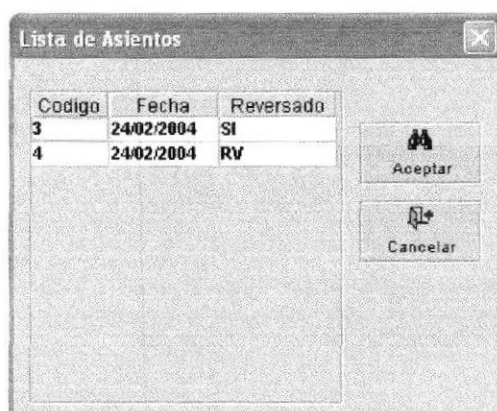 Lista de Asientos
Codigo Fecha Reversado
3 24/02/2004 SI
4 24/02/2004 RV
Aceptar
Cancelar